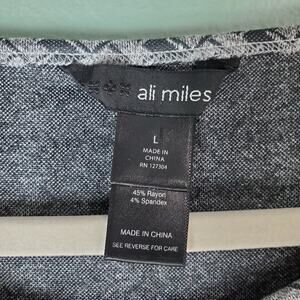 ali miles
L
MADE IN
CHINA
RN 127304
45% Rayon
4% Spandex
MADE IN CHINA
SEE REVERSE FOR CARE